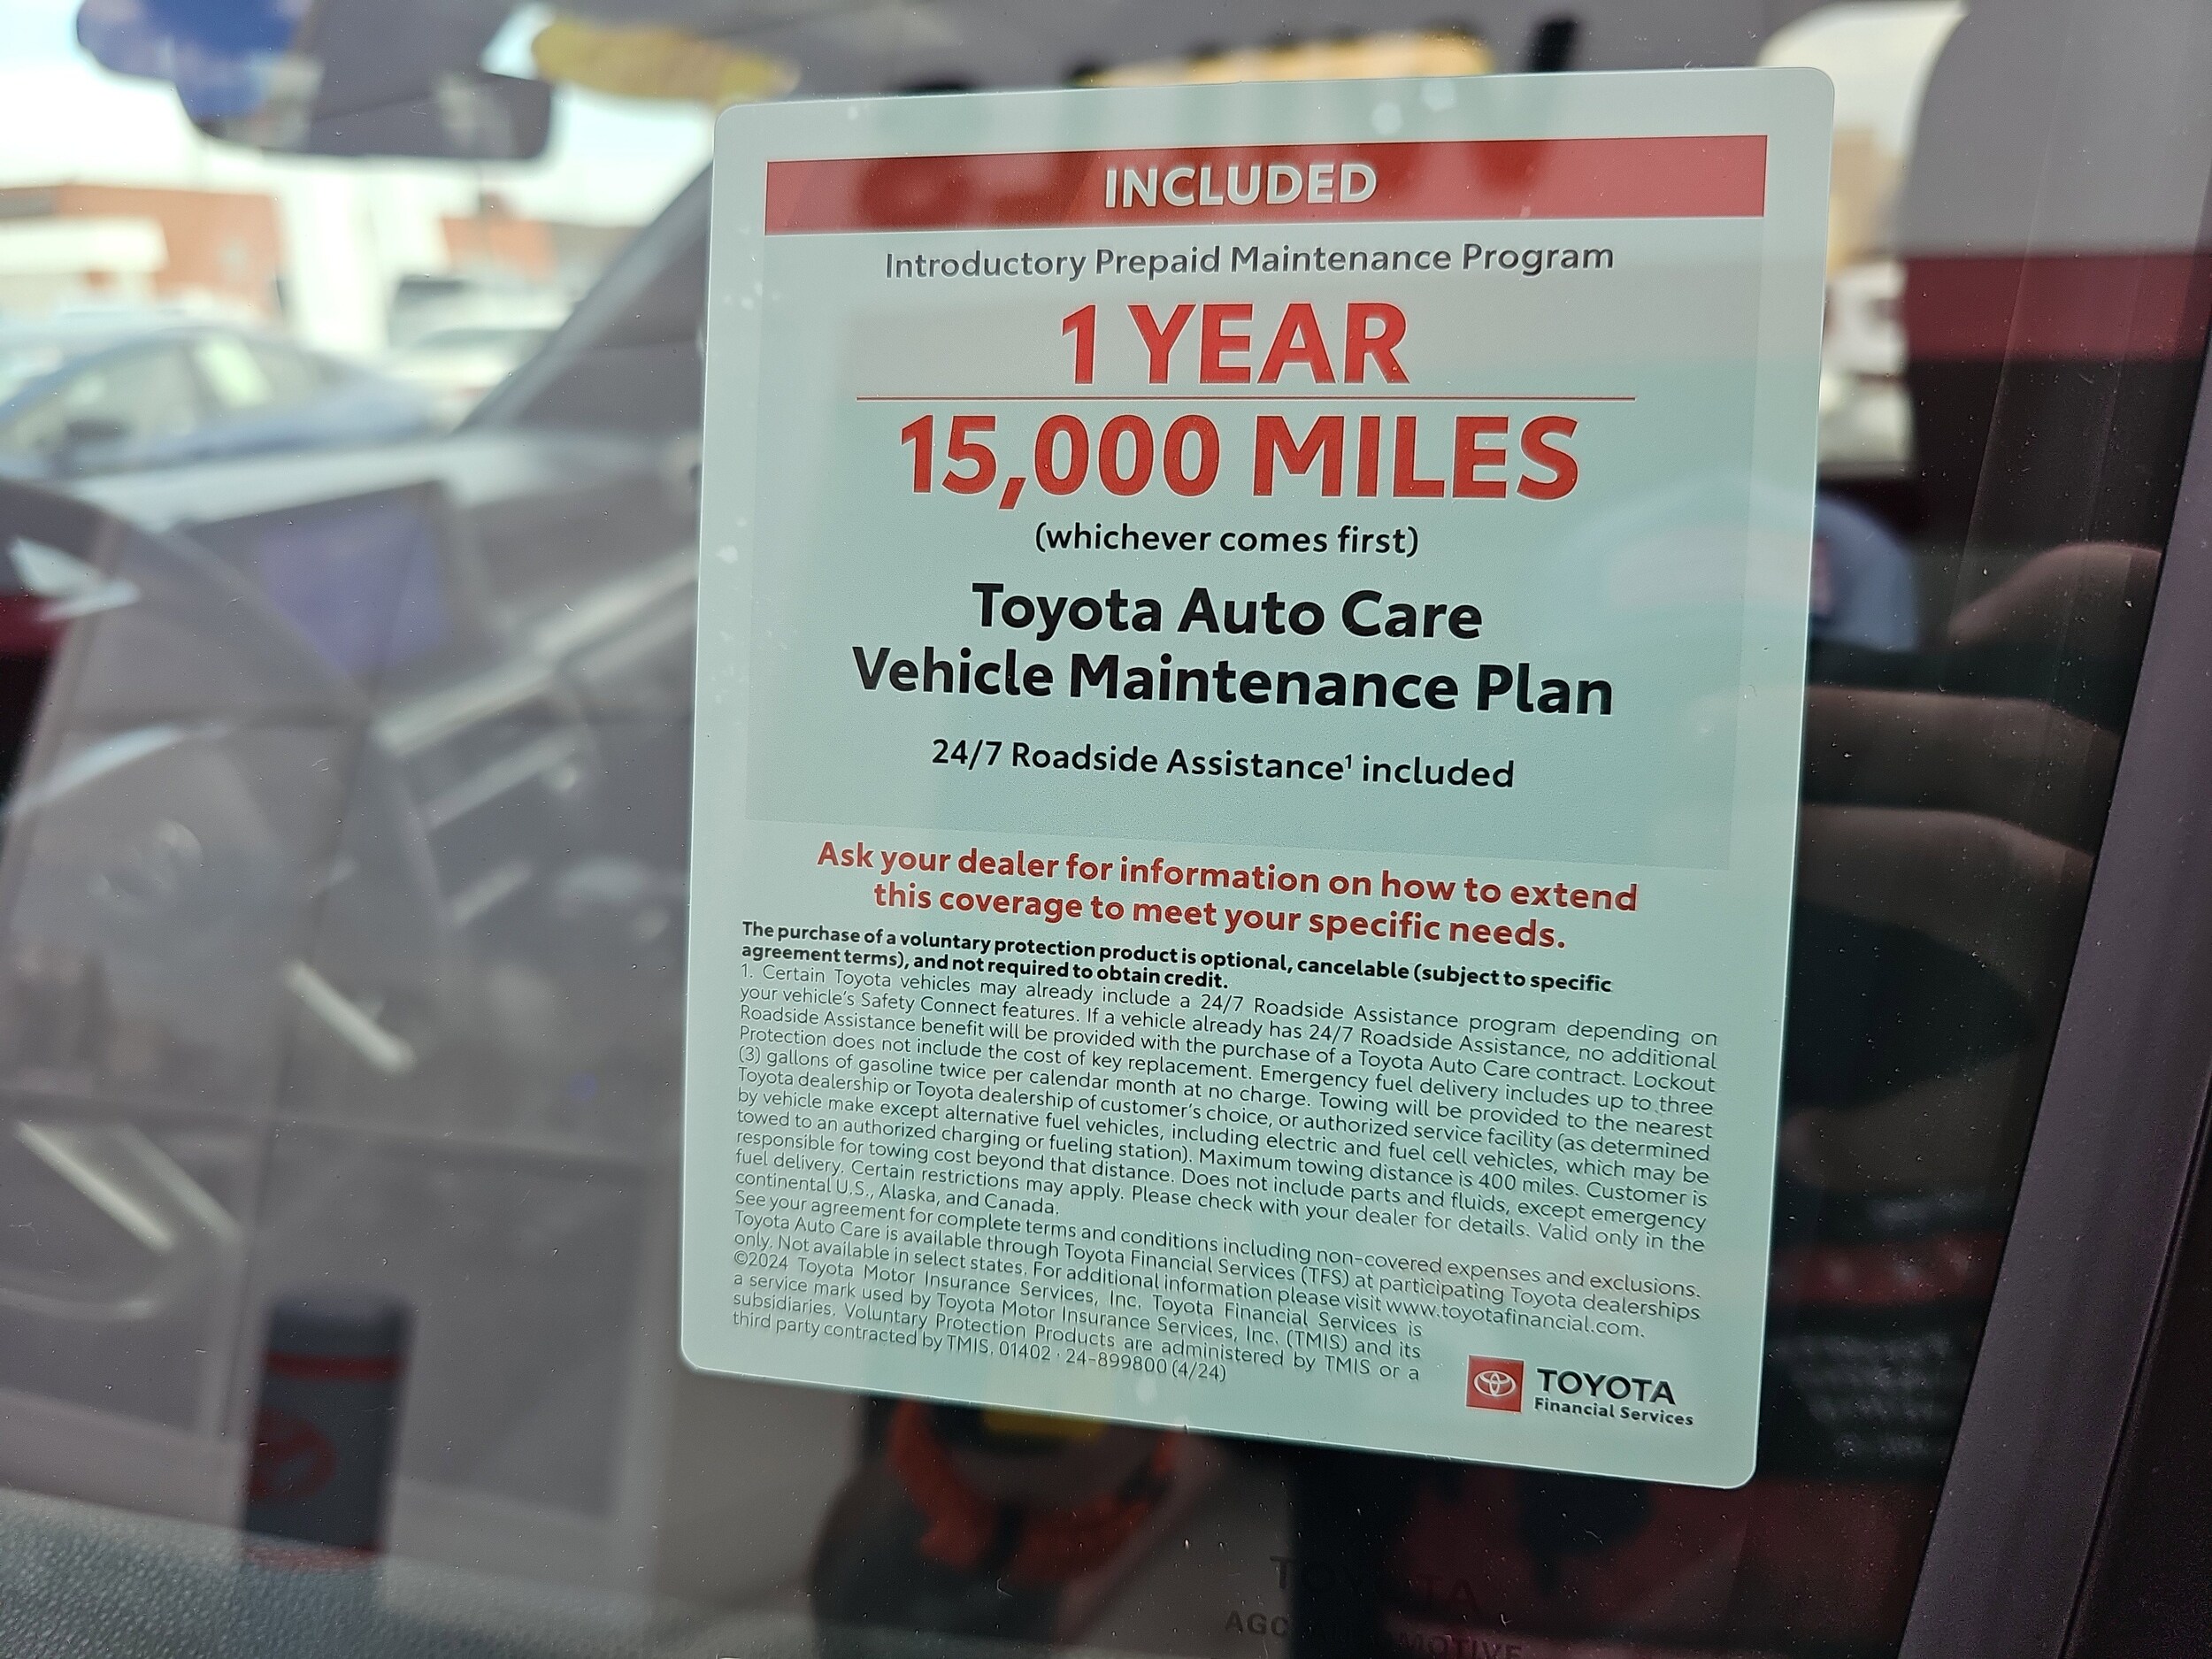 INCLUDED
Introductory Prepaid Maintenance Program
1 YEAR
15,000 MILES
(whichever comes first)
Toyota Auto Care
Vehicle Maintenance Plan
24/7 Roadside Assistance¹ included
Ask your dealer for information on how to extend
this coverage to meet your specific needs.
The purchase of a voluntary protection product is optional, cancelable (subject to specific
agreement terms), and not required to obtain credit.
1. Certain Toyota vehicles may already include a 24/7 Roadside Assistance program depending on
your vehicle's Safety Connect features. If a vehicle already has 24/7 Roadside Assistance, no additional
Roadside Assistance benefit will be provided with the purchase of a Toyota Auto Care contract. Lockout
Protection does not include the cost of key replacement. Emergency fuel delivery includes up to three
(3) gallons of gasoline twice per calendar month at no charge. Towing will be provided to the nearest
Toyota dealership or Toyota dealership of customer's choice, or authorized service facility (as determined
by vehicle make except alternative fuel vehicles, including electric and fuel cell vehicles, which may be
towed to an authorized charging or fueling station). Maximum towing distance is 400 miles. Customer is
responsible for towing cost beyond that distance. Does not include parts and fluids, except emergency
fuel delivery. Certain restrictions may apply. Please check with your dealer for details. Valid only in the
continental U.S., Alaska, and Canada.
See your agreement for complete terms and conditions including non-covered expenses and exclusions.
Toyota Auto Care is available through Toyota Financial Services (TFS) at participating Toyota dealerships
only. Not available in select states. For additional information please visit www.toyotafinancial.com.
©2024 Toyota Motor Insurance Services, Inc. Toyota Financial Services is
a service mark used by Toyota Motor Insurance Services, Inc. (TMIS) and its
subsidiaries. Voluntary Protection Products are administered by TMIS or a
third party contracted by TMIS. 01402 · 24-899800 (4/24)
TOYOTA
Financial Services